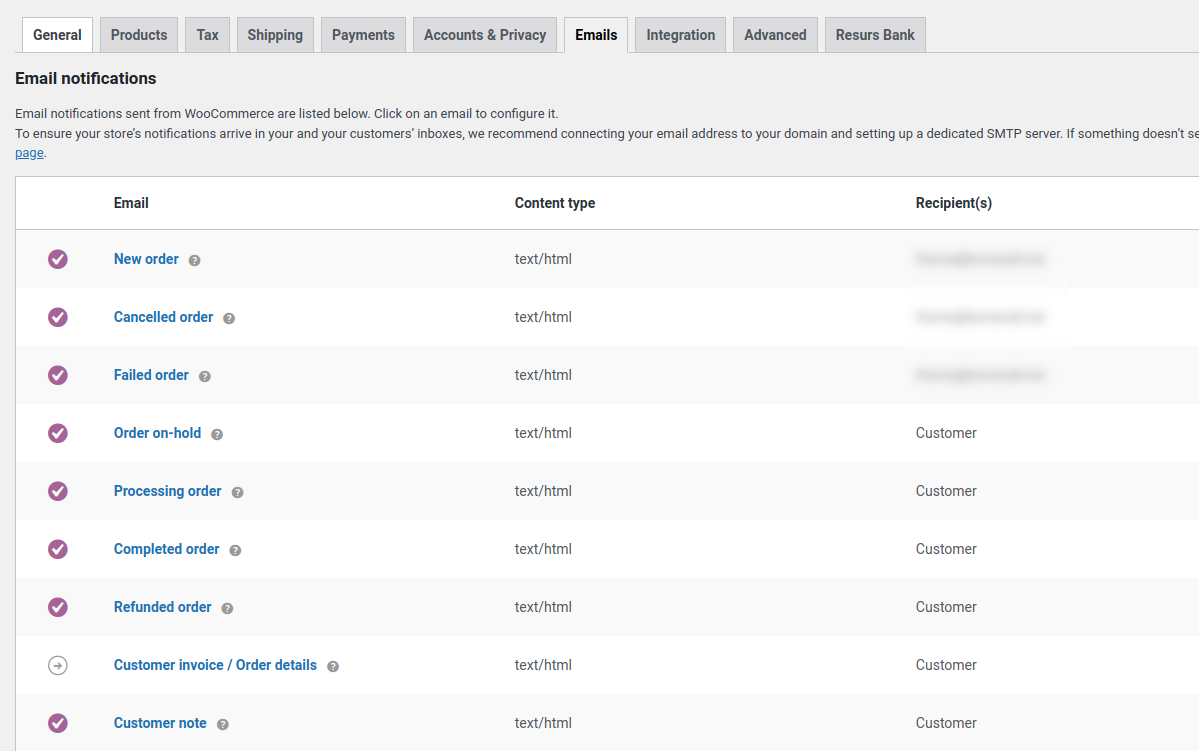 General Products Tax Shipping Payments Accounts & Privacy Emails Integration Advanced Resurs Bank
Email notifications
Email notifications sent from WooCommerce are listed below. Click on an email to configure it.
To ensure your store’s notifications arrive in your and your customers’ inboxes, we recommend connecting your email address to your domain and setting up a dedicated SMTP server. If something doesn’t se
page.
Email Content type Recipient(s)
New order ? text/html
Cancelled order ? text/html
Failed order ? text/html
Order on-hold ? text/html Customer
Processing order ? text/html Customer
Completed order ? text/html Customer
Refunded order ? text/html Customer
Customer invoice / Order details ? text/html Customer
Customer note ? text/html Customer